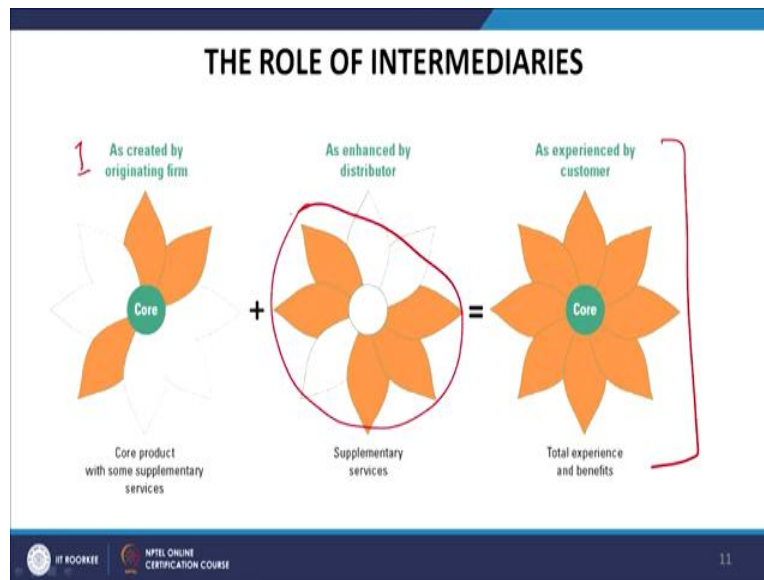 THE ROLE OF INTERMEDIARIES
1
As created by
originating firm
As enhanced by
distributor
As experienced by
customer
Core
+
=
Core
Core product
with some supplementary
services
Supplementary
services
Total experience
and benefits
IIT ROORKEE
NPTEL ONLINE
CERTIFICATION COURSE
11